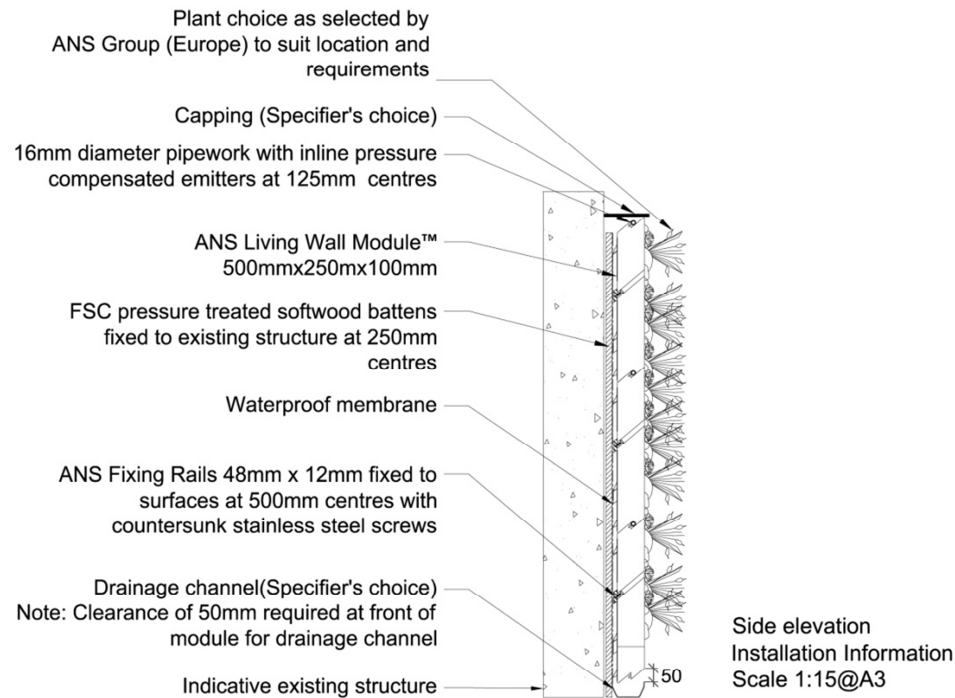 Plant choice as selected by
ANS Group (Europe) to suit location and
requirements
Capping (Specifier's choice)
16mm diameter pipework with inline pressure
compensated emitters at 125mm centres
ANS Living Wall Module™
500mmx250mx100mm
FSC pressure treated softwood battens
fixed to existing structure at 250mm
centres
Waterproof membrane
ANS Fixing Rails 48mm x 12mm fixed to
surfaces at 500mm centres with
countersunk stainless steel screws
Drainage channel(Specifier's choice)
Note: Clearance of 50mm required at front of
module for drainage channel
Indicative existing structure
50
Side elevation
Installation Information
Scale 1:15@A3